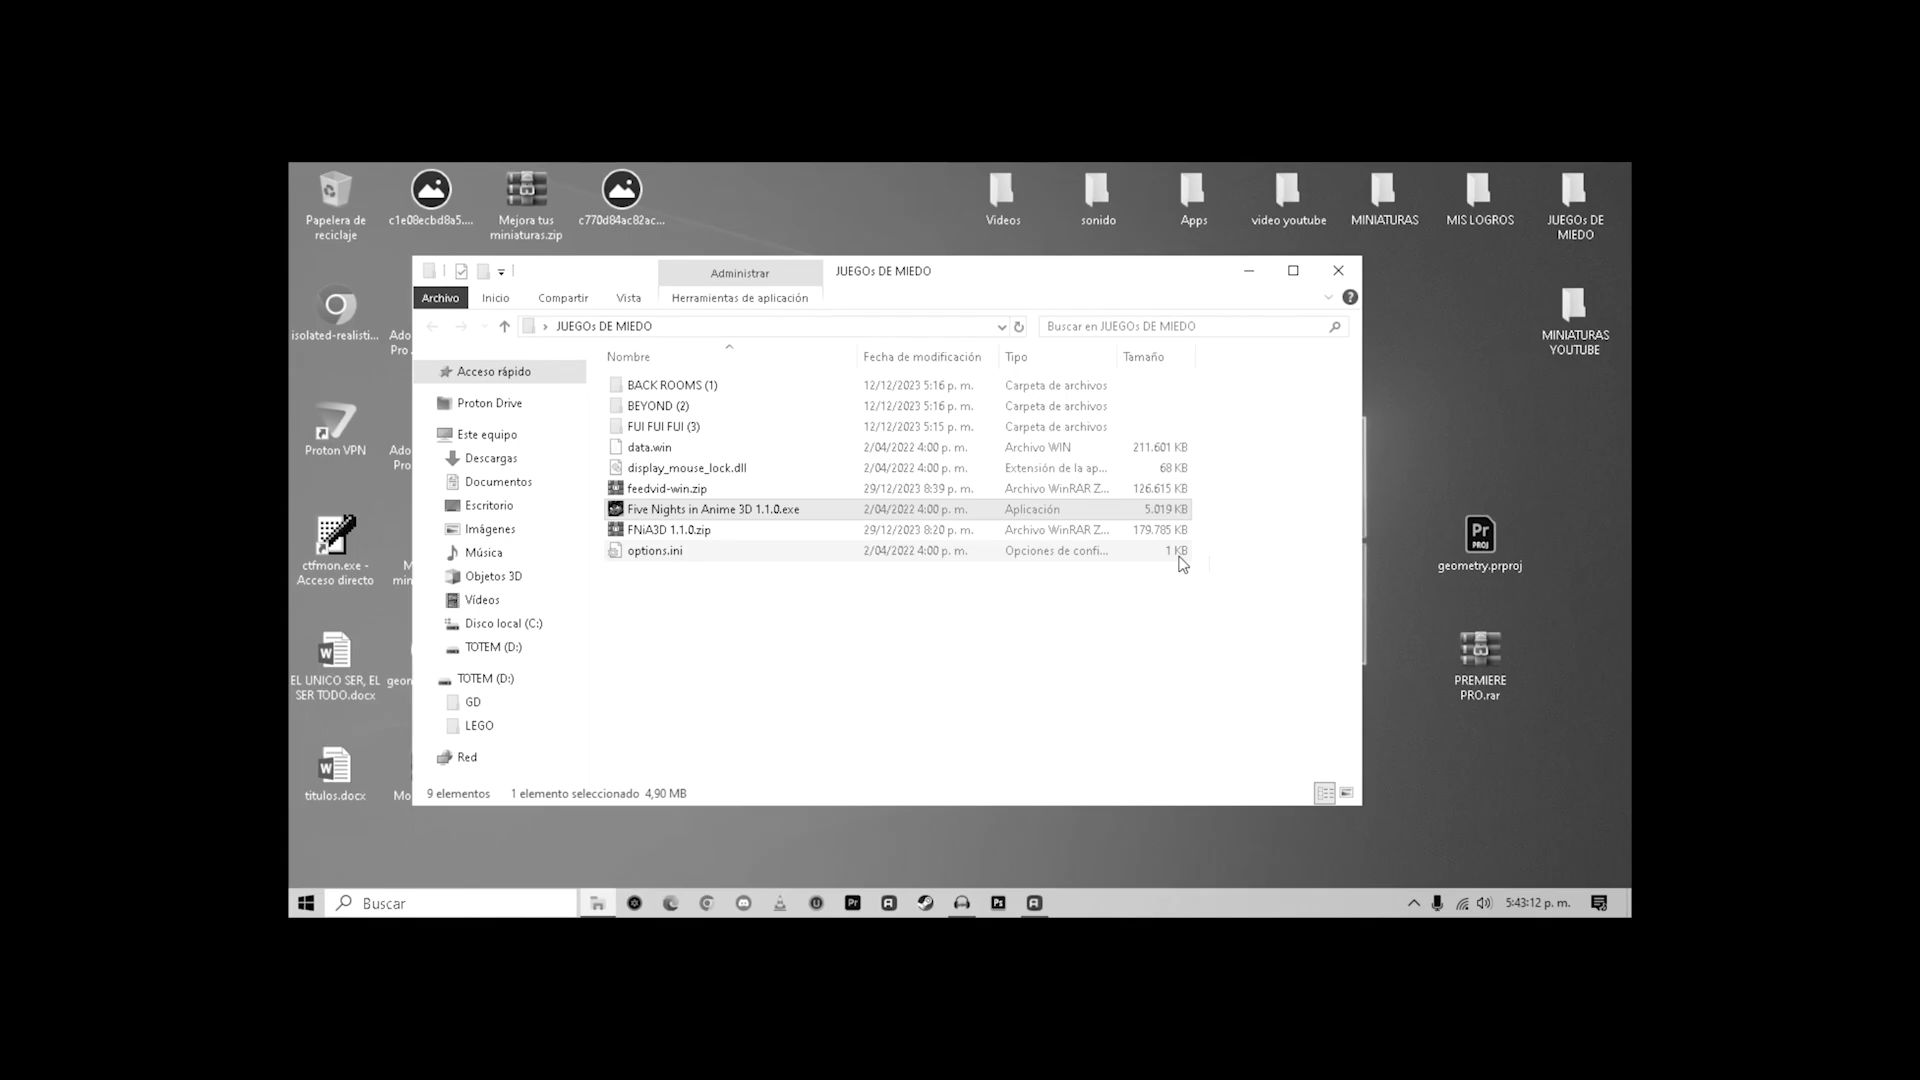 Papelera de
reciclaje
c1e08ecbd8a5....
Mejora tus
miniaturas.zip
c770d84ac82ac...
Videos
sonido
Apps
video youtube
MINIATURAS
MIS LOGROS
JUEGOs DE
MIEDO
Administrar
JUEGOs DE MIEDO
Archivo
Inicio
Compartir
Vista
Herramientas de aplicación
JUEGOs DE MIEDO
Buscar en JUEGOs DE MIEDO
isolated-realisti...
Ado
Pro.
MINIATURAS
YOUTUBE
Nombre
Fecha de modificación
Tipo
Tamaño
BACK ROOMS (1) 12/12/2023 5:16 p. m. Carpeta de archivos
BEYOND (2) 12/12/2023 5:16 p. m. Carpeta de archivos
FUI FUI FUI (3) 12/12/2023 5:15 p. m. Carpeta de archivos
data.win 2/04/2022 4:00 p. m. Archivo WIN 211.601 KB
display_mouse_lock.dll 2/04/2022 4:00 p. m. Extensión de la ap... 68 KB
feedvid-win.zip 29/12/2023 8:39 p. m. Archivo WinRAR Z... 126.615 KB
Five Nights in Anime 3D 1.1.0.exe 2/04/2022 4:00 p. m. Aplicación 5.019 KB
FNiA3D 1.1.0.zip 29/12/2023 8:20 p. m. Archivo WinRAR Z... 179.785 KB
options.ini 2/04/2022 4:00 p. m. Opciones de confi... 1 KB
Acceso rápido
Proton Drive
Este equipo
Descargas
Documentos
Escritorio
Imágenes
Música
Objetos 3D
Vídeos
Disco local (C:)
TOTEM (D:)
TOTEM (D:)
GD
LEGO
Red
Proton VPN
Ado
Pro
ctfmon.exe -
Acceso directo
M
min
W
EL UNICO SER, EL
SER TODO.docx
geon
W
titulos.docx
Mo
Pr
PROJ
geometry.prproj
PREMIERE
PRO.rar
9 elementos
1 elemento seleccionado 4,90 MB
Buscar
Pr
Ps
5:43:12 p. m.